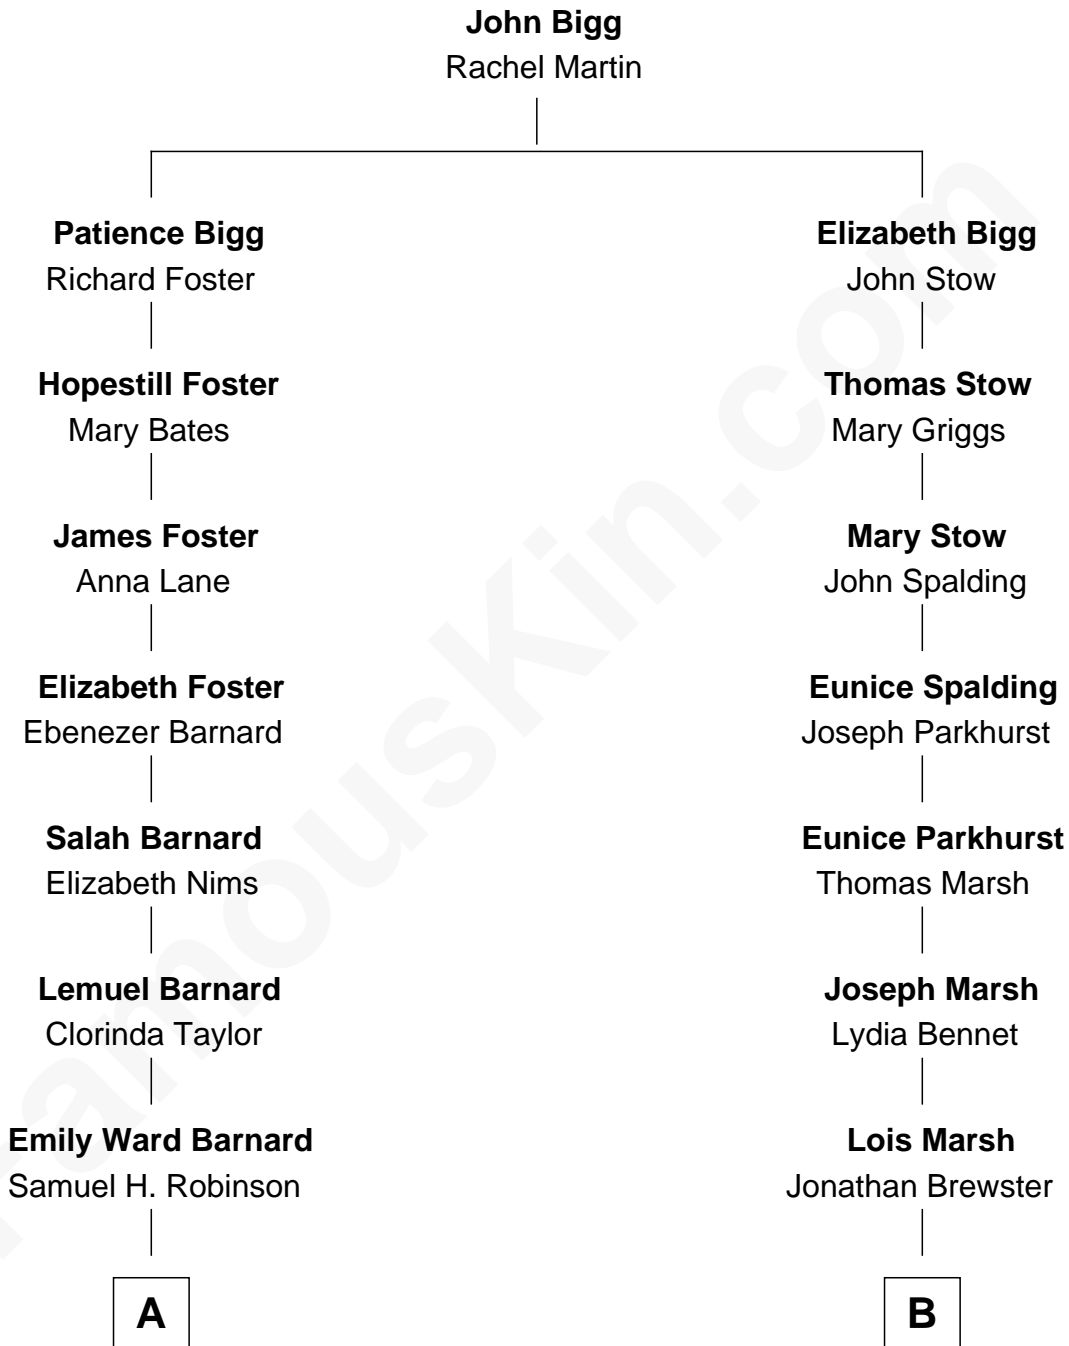 John Bigg
Rachel Martin
Patience Bigg
Richard Foster
Elizabeth Bigg
John Stow
Hopestill Foster
Mary Bates
Thomas Stow
Mary Griggs
James Foster
Anna Lane
Mary Stow
John Spalding
Elizabeth Foster
Ebenezer Barnard
Eunice Spalding
Joseph Parkhurst
Salah Barnard
Elizabeth Nims
Eunice Parkhurst
Thomas Marsh
Lemuel Barnard
Clorinda Taylor
Joseph Marsh
Lydia Bennet
Emily Ward Barnard
Samuel H. Robinson
Lois Marsh
Jonathan Brewster
A
B
FamousKin.com